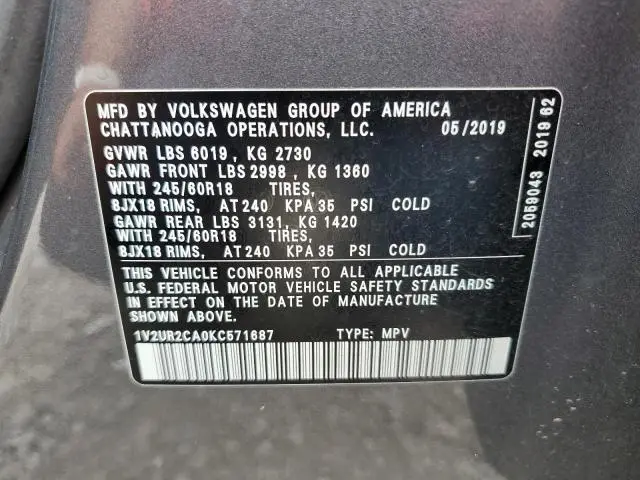 MFD BY VOLKSWAGEN GROUP OF AMERICA
CHATTANOOGA OPERATIONS, LLC. 05/2019
GVWR LBS 6019, KG 2730
GAWR FRONT LBS 2998, KG 1360
WITH 245/60R18 TIRES,
8JX18 RIMS, AT 240 KPA 35 PSI COLD
GAWR REAR LBS 3131, KG 1420
WITH 245/60R18 TIRES,
8JX18 RIMS, AT 240 KPA 35 PSI COLD
THIS VEHICLE CONFORMS TO ALL APPLICABLE
U.S. FEDERAL MOTOR VEHICLE SAFETY STANDARDS
IN EFFECT ON THE DATE OF MANUFACTURE
SHOWN ABOVE.
1V2UR2CA0KC571687 TYPE: MPV
2059043 2019 62